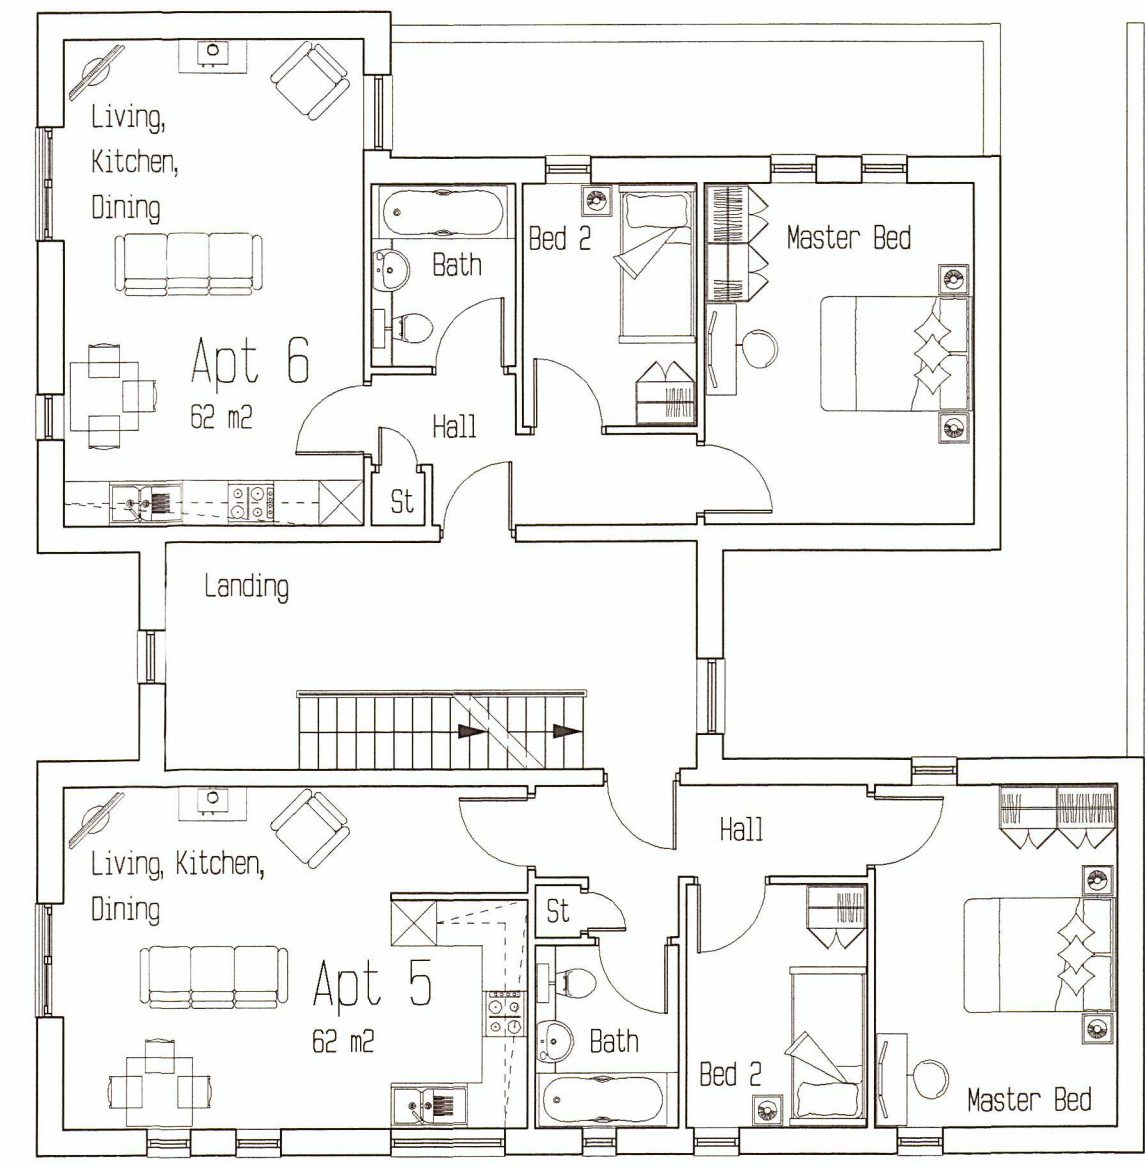 Living,
Kitchen,
Dining
Bath
Bed 2
Master Bed
Apt 6
62 m2
Hall
St
Landing
Living, Kitchen,
Dining
Hall
St
Apt 5
62 m2
Bath
Bed 2
Master Bed